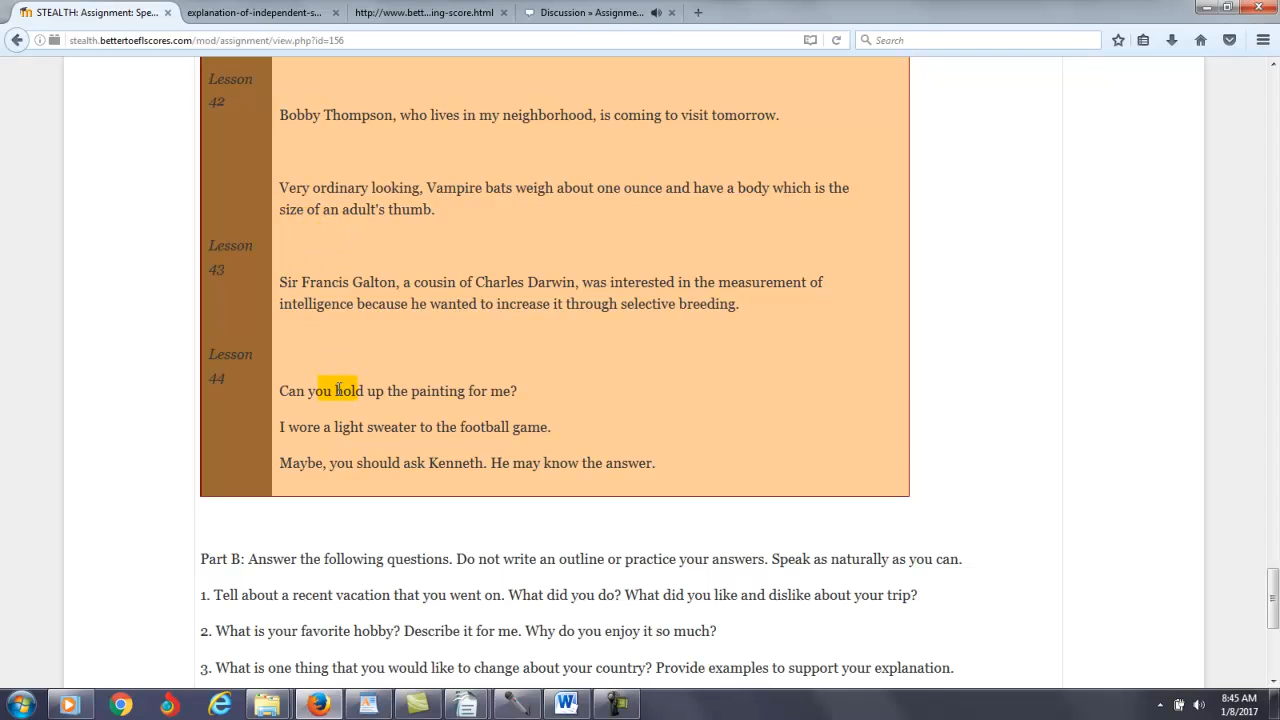 STEALTH: Assignment: Spe...
explanation-of-independent-s...
http://www.bett...ing-score.html
Discussion » Assignme...
stealth.bettertoeflscores.com/mod/assignment/view.php?id=156
Search
Lesson
42
Bobby Thompson, who lives in my neighborhood, is coming to visit tomorrow.
Very ordinary looking, Vampire bats weigh about one ounce and have a body which is the
size of an adult's thumb.
Lesson
43
Sir Francis Galton, a cousin of Charles Darwin, was interested in the measurement of
intelligence because he wanted to increase it through selective breeding.
Lesson
44
Can you hold up the painting for me?
I wore a light sweater to the football game.
Maybe, you should ask Kenneth. He may know the answer.
Part B: Answer the following questions. Do not write an outline or practice your answers. Speak as naturally as you can.
1. Tell about a recent vacation that you went on. What did you do? What did you like and dislike about your trip?
2. What is your favorite hobby? Describe it for me. Why do you enjoy it so much?
3. What is one thing that you would like to change about your country? Provide examples to support your explanation.
8:45 AM
1/8/2017